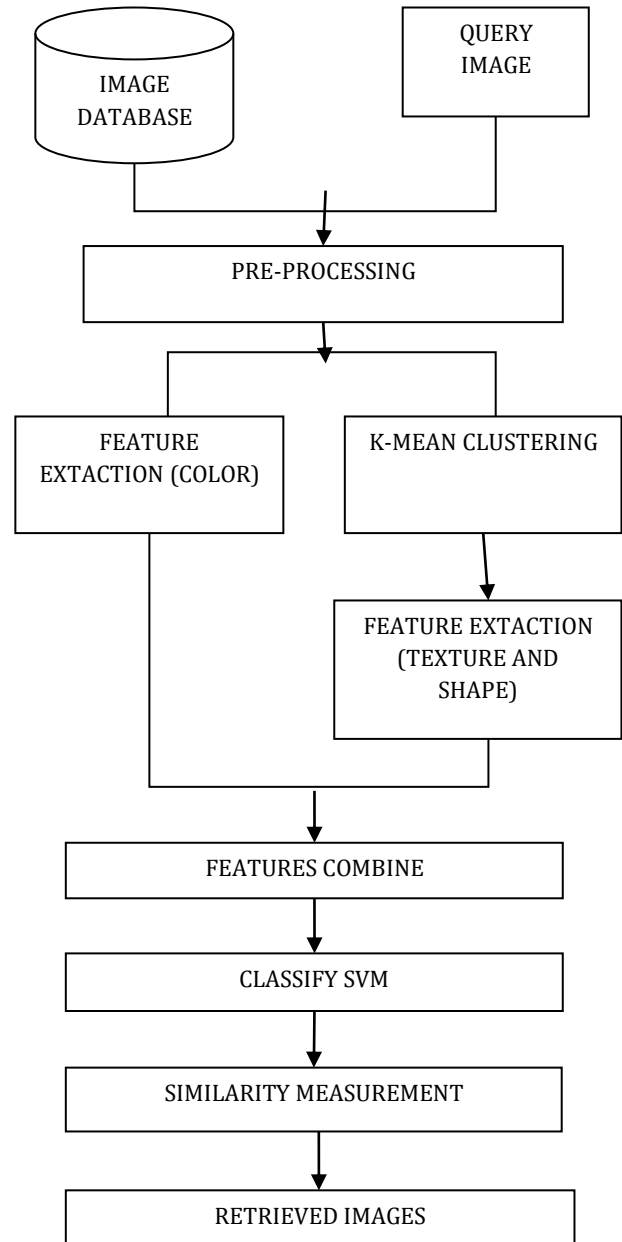 IMAGE
DATABASE
QUERY
IMAGE
PRE-PROCESSING
FEATURE
EXTACTION (COLOR)
K-MEAN CLUSTERING
FEATURE EXTACTION
(TEXTURE AND
SHAPE)
FEATURES COMBINE
CLASSIFY SVM
SIMILARITY MEASUREMENT
RETRIEVED IMAGES